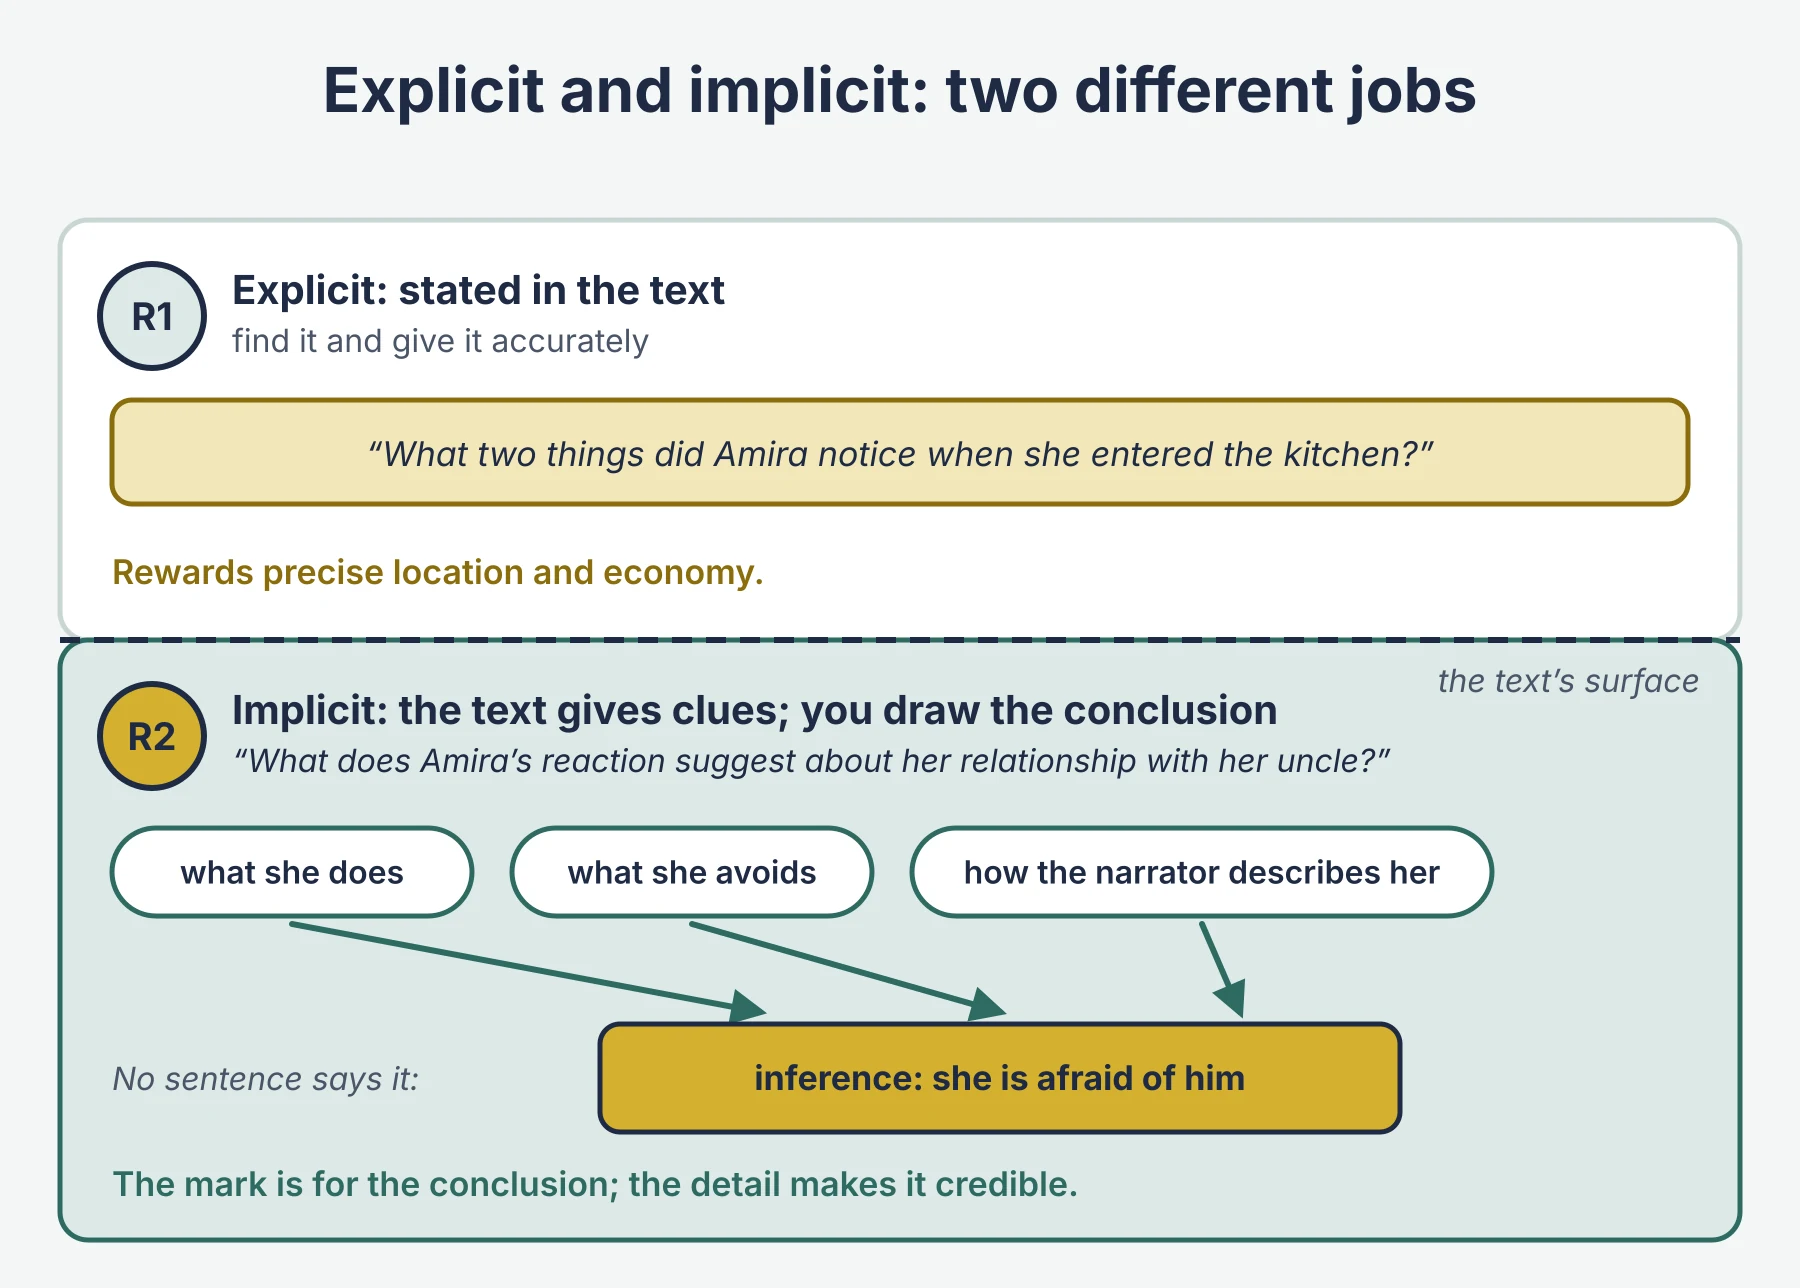 Explicit and implicit: two different jobs
R1
Explicit: stated in the text
find it and give it accurately
“What two things did Amira notice when she entered the kitchen?”
Rewards precise location and economy.
the text’s surface
R2
Implicit: the text gives clues; you draw the conclusion
“What does Amira’s reaction suggest about her relationship with her uncle?”
what she does
what she avoids
how the narrator describes her
No sentence says it:
inference: she is afraid of him
The mark is for the conclusion; the detail makes it credible.